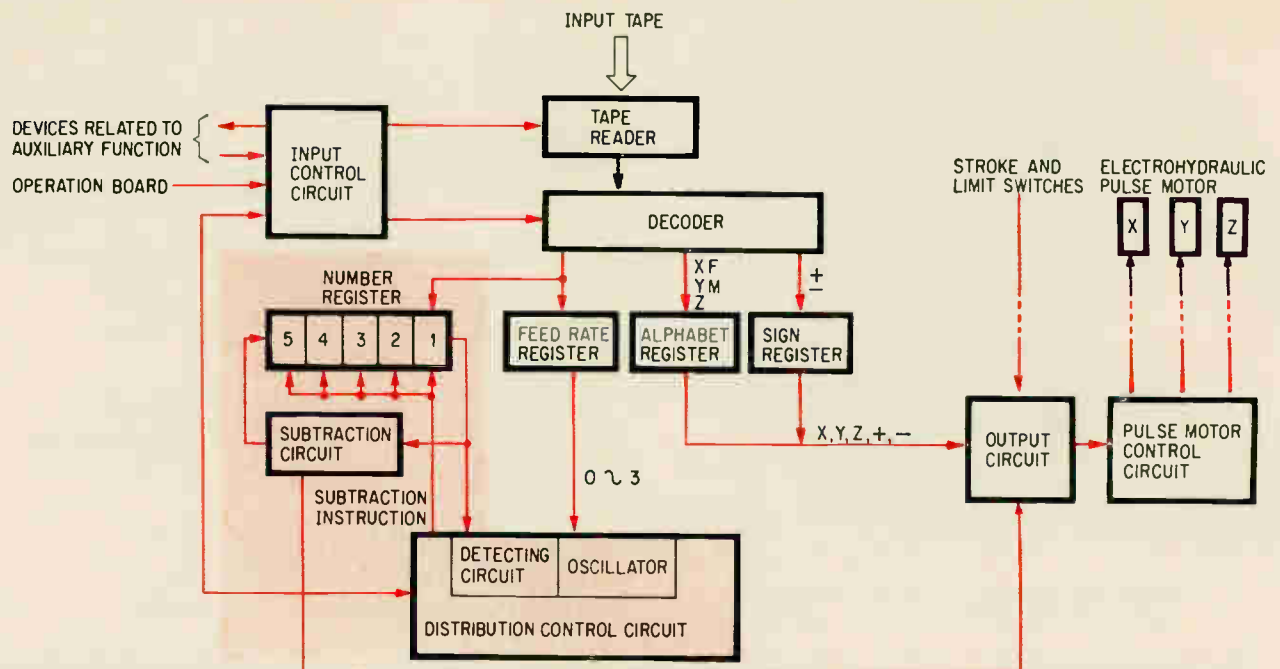 INPUT TAPE
TAPE
READER
DEVICES RELATED TO
AUXILIARY FUNCTION
OPERATION BOARD
INPUT
CONTROL
CIRCUIT
DECODER
STROKE AND
LIMIT SWITCHES
ELECTROHYDRAULIC
PULSE MOTOR
X Y Z
X F
Y M
Z
+
−
NUMBER
REGISTER
5 4 3 2 1
FEED RATE
REGISTER
ALPHABET
REGISTER
SIGN
REGISTER
SUBTRACTION
CIRCUIT
SUBTRACTION
INSTRUCTION
0 ~ 3
X, Y, Z, +, −
OUTPUT
CIRCUIT
PULSE MOTOR
CONTROL
CIRCUIT
DETECTING
CIRCUIT
OSCILLATOR
DISTRIBUTION CONTROL CIRCUIT